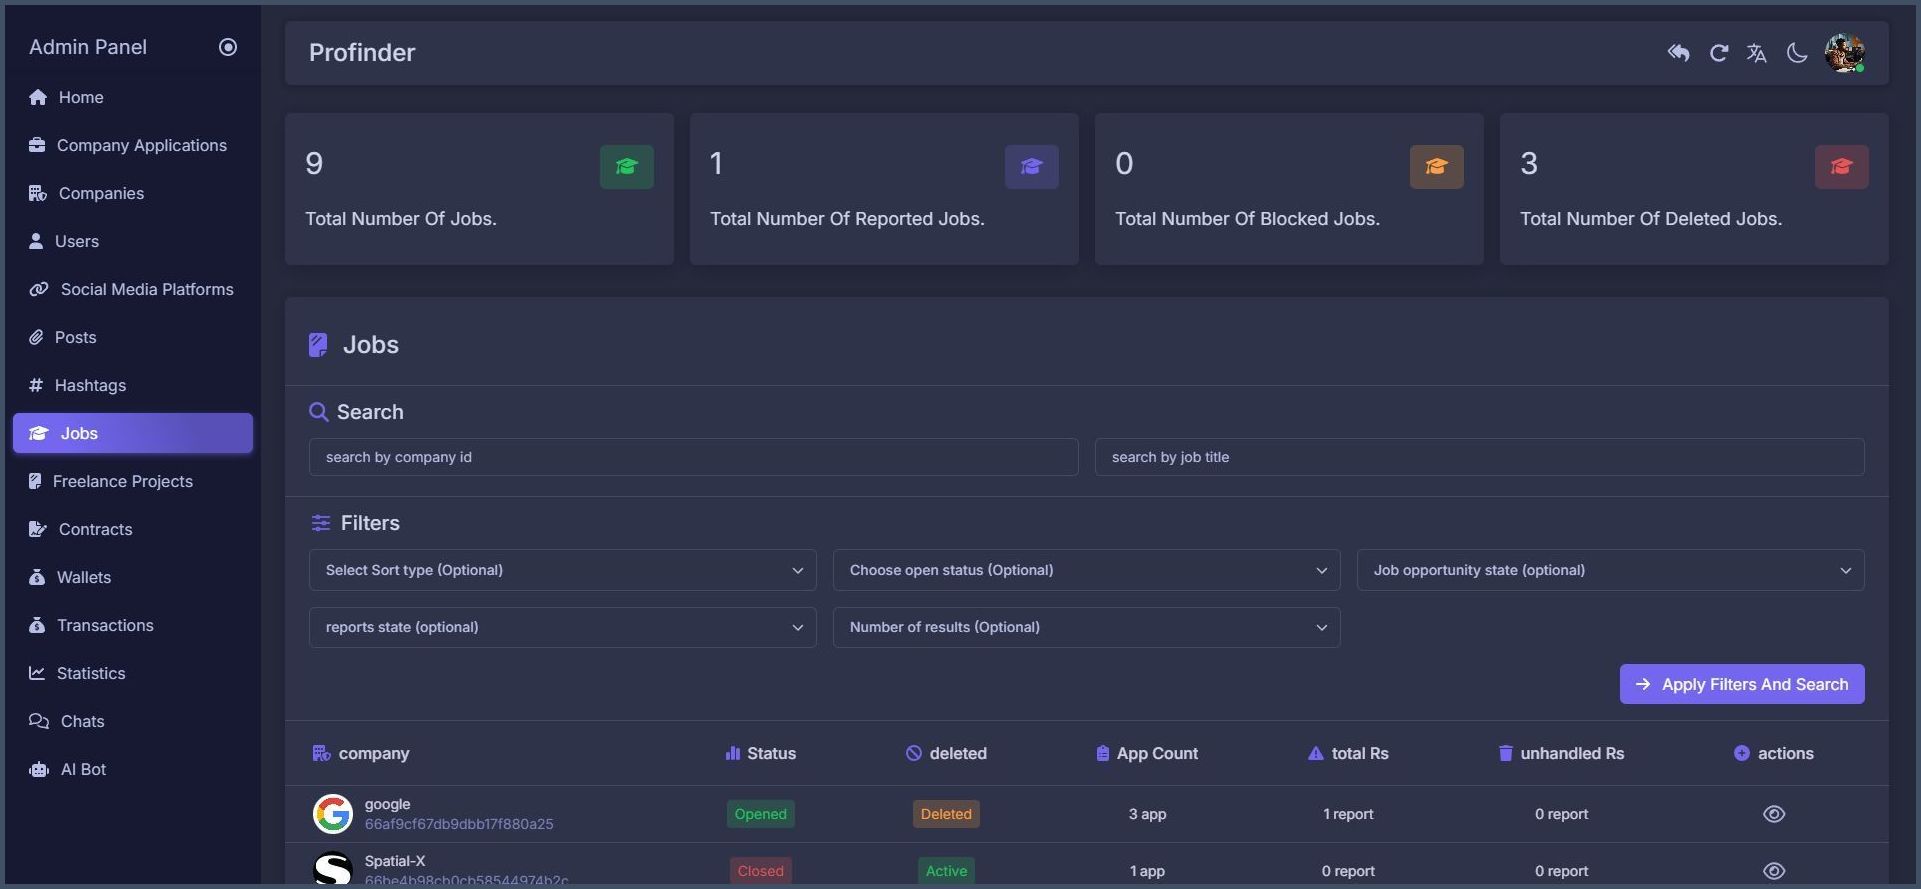 Admin Panel
Home
Company Applications
Companies
Users
Social Media Platforms
Posts
Hashtags
Jobs
Freelance Projects
Contracts
Wallets
Transactions
Statistics
Chats
AI Bot
Profinder
9
Total Number Of Jobs.
1
Total Number Of Reported Jobs.
0
Total Number Of Blocked Jobs.
3
Total Number Of Deleted Jobs.
Jobs
Search
search by company id
search by job title
Filters
Select Sort type (Optional)
Choose open status (Optional)
Job opportunity state (optional)
reports state (optional)
Number of results (Optional)
Apply Filters And Search
company Status deleted App Count total Rs unhandled Rs actions
google
66af9cf67db9dbb17f880a25
Opened Deleted 3 app 1 report 0 report
Spatial-X
66be4b98cb0cb58544974b2c
Closed Active 1 app 0 report 0 report